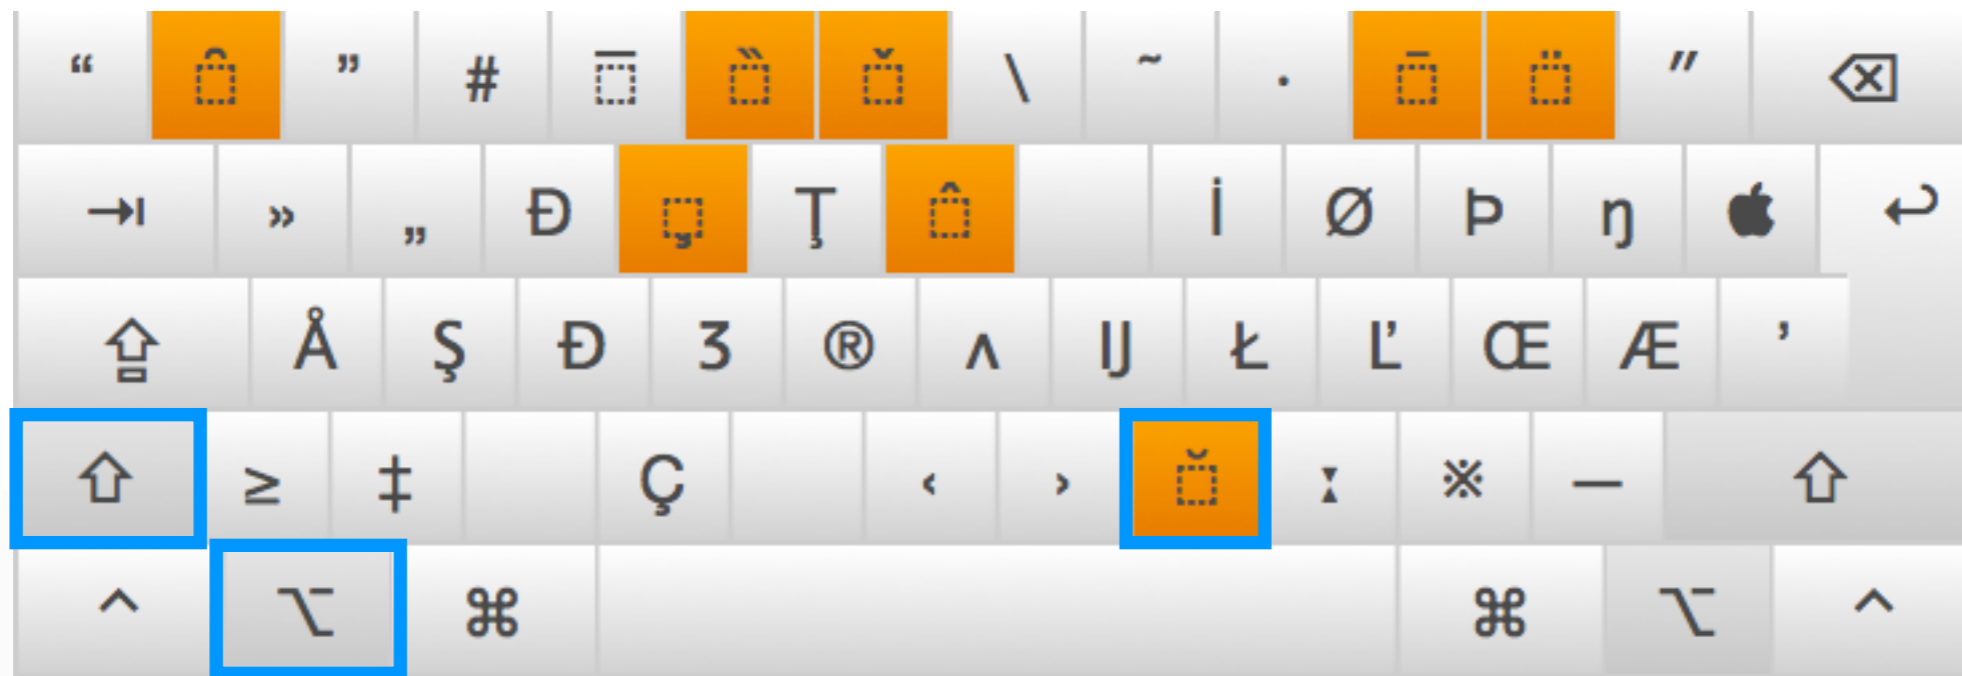 “ ̑ ” # ̅ ̏ ̌ \ ˜ · ̄ ̈ ″ ⌫
⇥ » „ Đ ̦ Ţ ̂ İ Ø Þ ŋ 
⇪ Å Ş Đ Ʒ ® ʌ Ĳ Ł Ľ Œ Æ ’
⇧ ≥ ‡ Ç ‹ › ̆ ※ — ⇧
^ ⌥ ⌘ ⌘ ⌥ ^